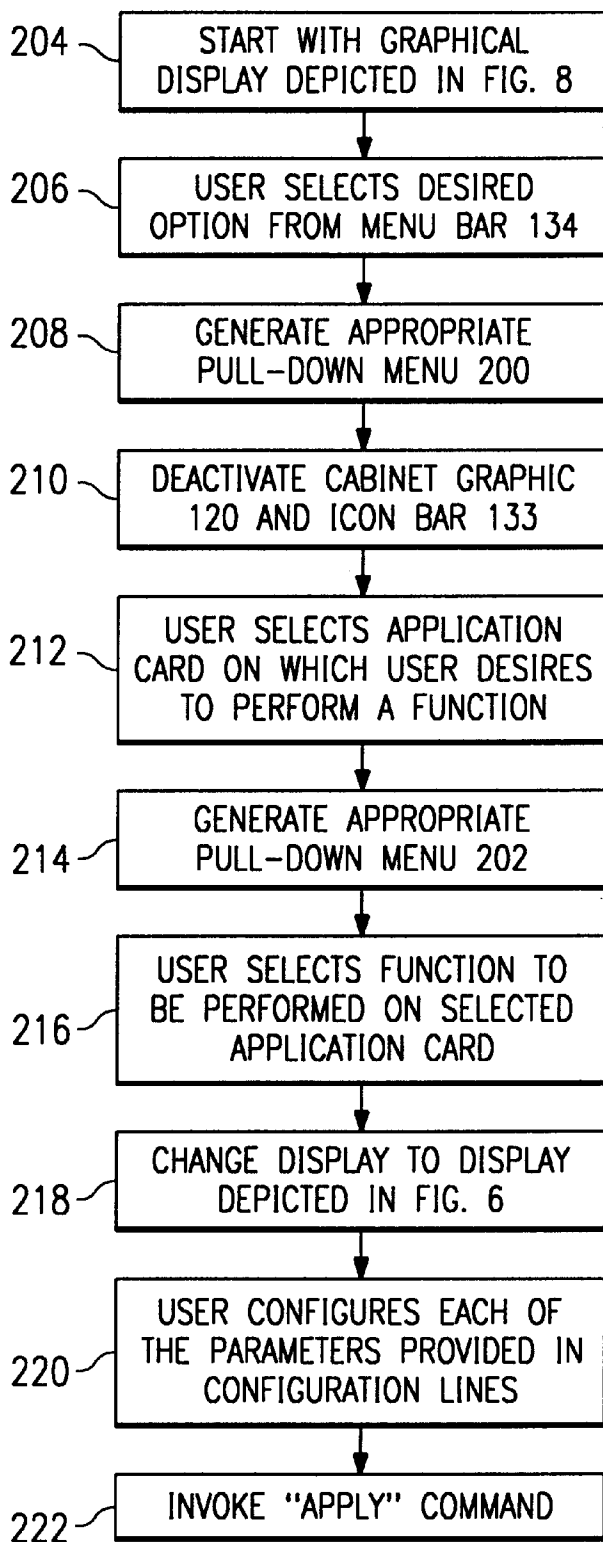 204
START WITH GRAPHICAL
DISPLAY DEPICTED IN FIG. 8
206
USER SELECTS DESIRED
OPTION FROM MENU BAR 134
208
GENERATE APPROPRIATE
PULL-DOWN MENU 200
210
DEACTIVATE CABINET GRAPHIC
120 AND ICON BAR 133
212
USER SELECTS APPLICATION
CARD ON WHICH USER DESIRES
TO PERFORM A FUNCTION
214
GENERATE APPROPRIATE
PULL-DOWN MENU 202
216
USER SELECTS FUNCTION TO
BE PERFORMED ON SELECTED
APPLICATION CARD
218
CHANGE DISPLAY TO DISPLAY
DEPICTED IN FIG. 6
220
USER CONFIGURES EACH OF
THE PARAMETERS PROVIDED IN
CONFIGURATION LINES
222
INVOKE "APPLY" COMMAND